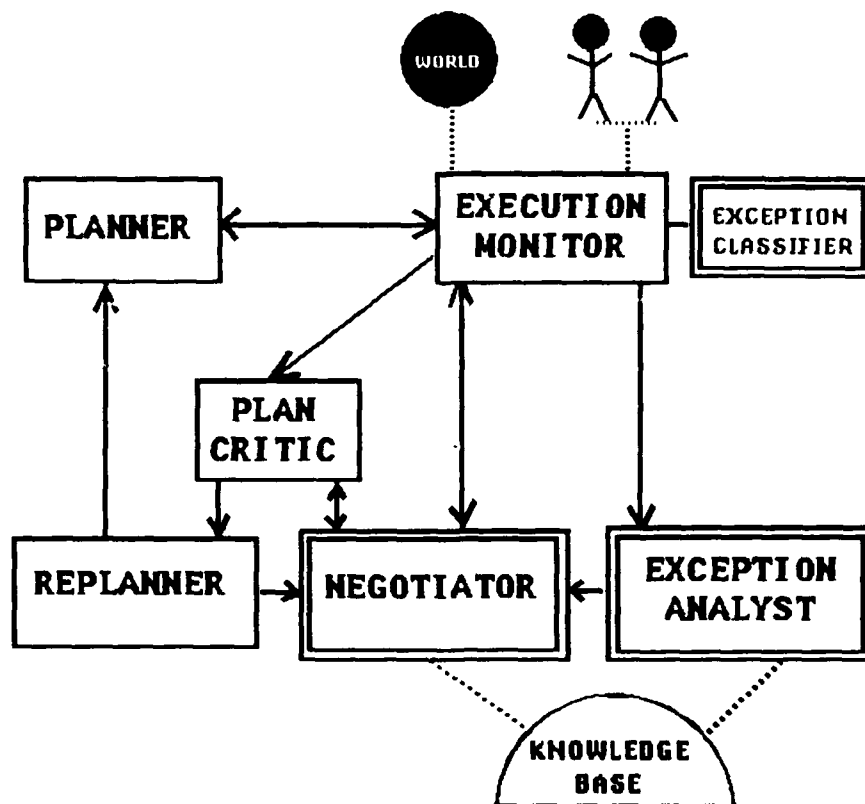 WORLD
PLANNER
EXECUTION
MONITOR
EXCEPTION
CLASSIFIER
PLAN
CRITIC
REPLANNER
NEGOTIATOR
EXCEPTION
ANALYST
KNOWLEDGE
BASE